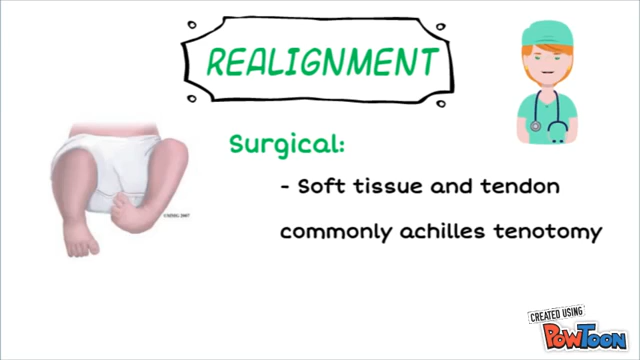 REALIGNMENT
Surgical:
- Soft tissue and tendon
commonly achilles tenotomy
CREATED USING
POWTOON